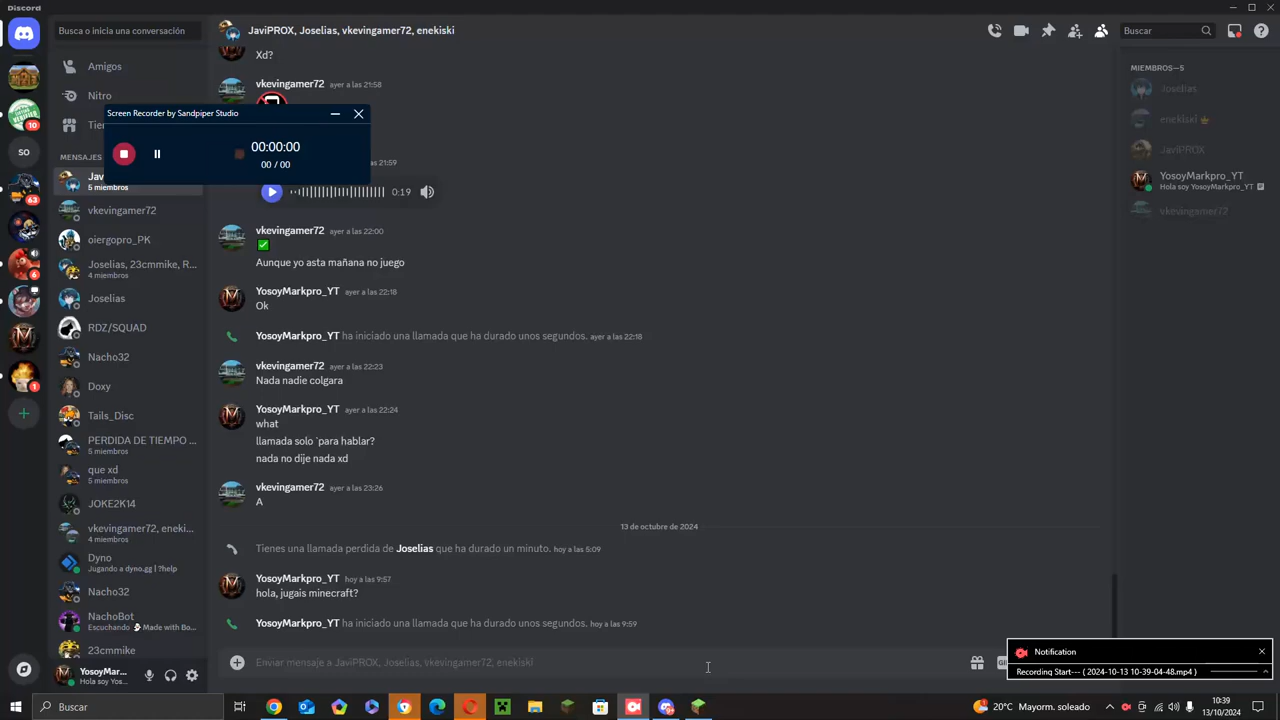 Discord
Busca o inicia una conversación
JaviPROX, Joselias, vkevingamer72, enekiski
Buscar
Amigos
Nitro
MENSAJES
5 miembros
vkevingamer72
oiergopro_PK
Joselias, 23cmmike, R...
4 miembros
Joselias
RDZ/SQUAD
Nacho32
Doxy
Tails_Disc
PERDIDA DE TIEMPO ...
5 miembros
que xd
5 miembros
JOKE2K14
vkevingamer72, eneki...
4 miembros
Dyno
Jugando a dyno.gg | ?help
Nacho32
NachoBot
Escuchando Made with Bo...
23cmmike
YosoyMar...
Hola soy Yos...
SO
10
63
6
1
Screen Recorder by Sandpiper Studio
00:00:00
00 / 00
Xd?
vkevingamer72 ayer a las 21:58
las 21:59
0:19
vkevingamer72 ayer a las 22:00
Aunque yo asta mañana no juego
YosoyMarkpro_YT ayer a las 22:18
Ok
YosoyMarkpro_YT ha iniciado una llamada que ha durado unos segundos. ayer a las 22:18
vkevingamer72 ayer a las 22:23
Nada nadie colgara
YosoyMarkpro_YT ayer a las 22:24
what
llamada solo `para hablar?
nada no dije nada xd
vkevingamer72 ayer a las 23:26
A
13 de octubre de 2024
Tienes una llamada perdida de Joselias que ha durado un minuto. hoy a las 5:09
YosoyMarkpro_YT hoy a las 9:57
hola, jugais minecraft?
YosoyMarkpro_YT ha iniciado una llamada que ha durado unos segundos. hoy a las 9:59
Enviar mensaje a JaviPROX, Joselias, vkevingamer72, enekiski
MIEMBROS—5
Joselias
enekiski
JaviPROX
YosoyMarkpro_YT
Hola soy YosoyMarkpro_YT
vkevingamer72
Notification
Recording Start--- ( 2024-10-13 10-39-04-48.mp4 )
Buscar
20°C Mayorm. soleado
10:39
13/10/2024